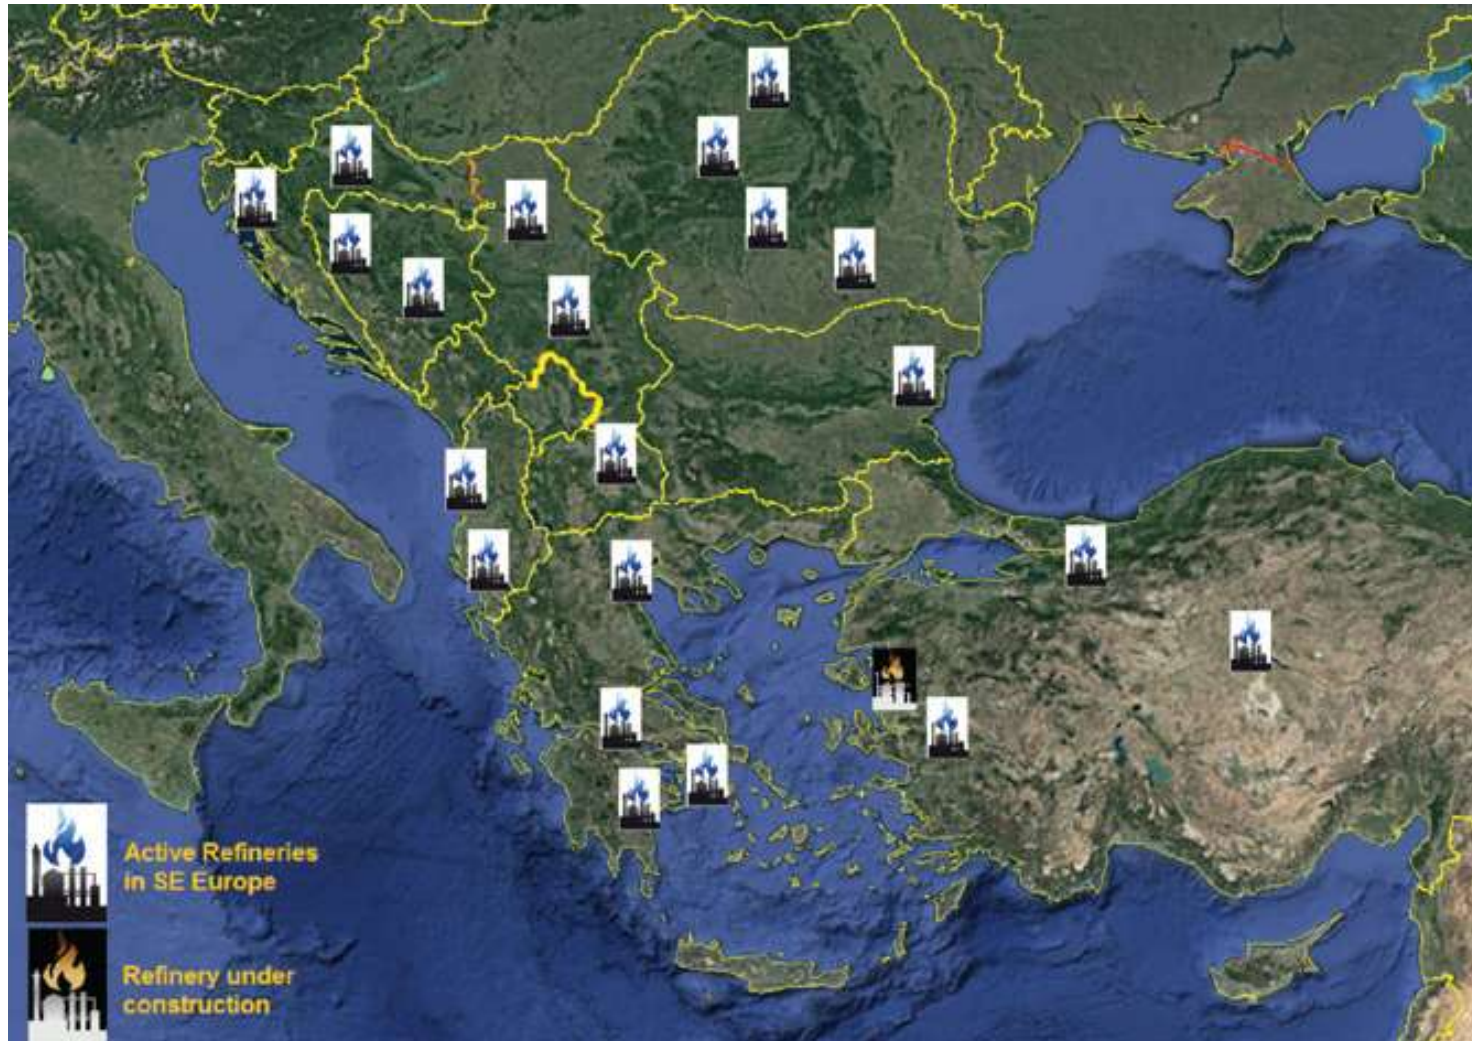 Active Refineries
in SE Europe
Refinery under
construction